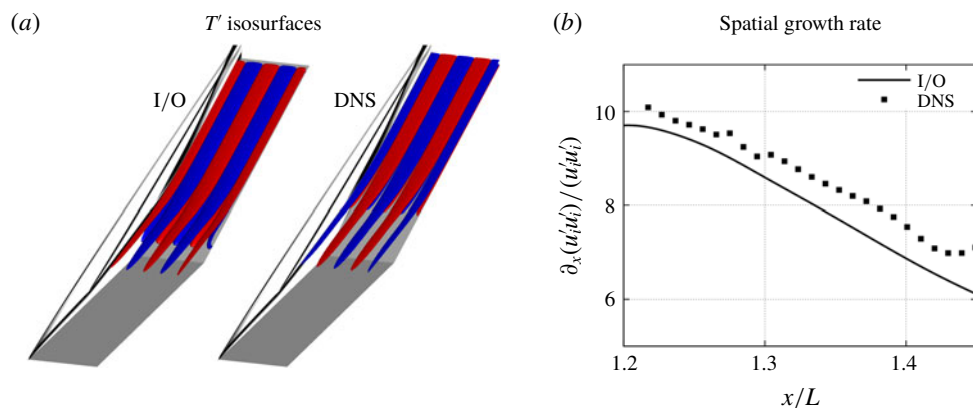 (a) T′ isosurfaces
I/O
DNS
(b) Spatial growth rate
I/O
DNS
10
8
6
∂x(u′iu′i)/(u′iu′i)
1.2 1.3 1.4
x/L